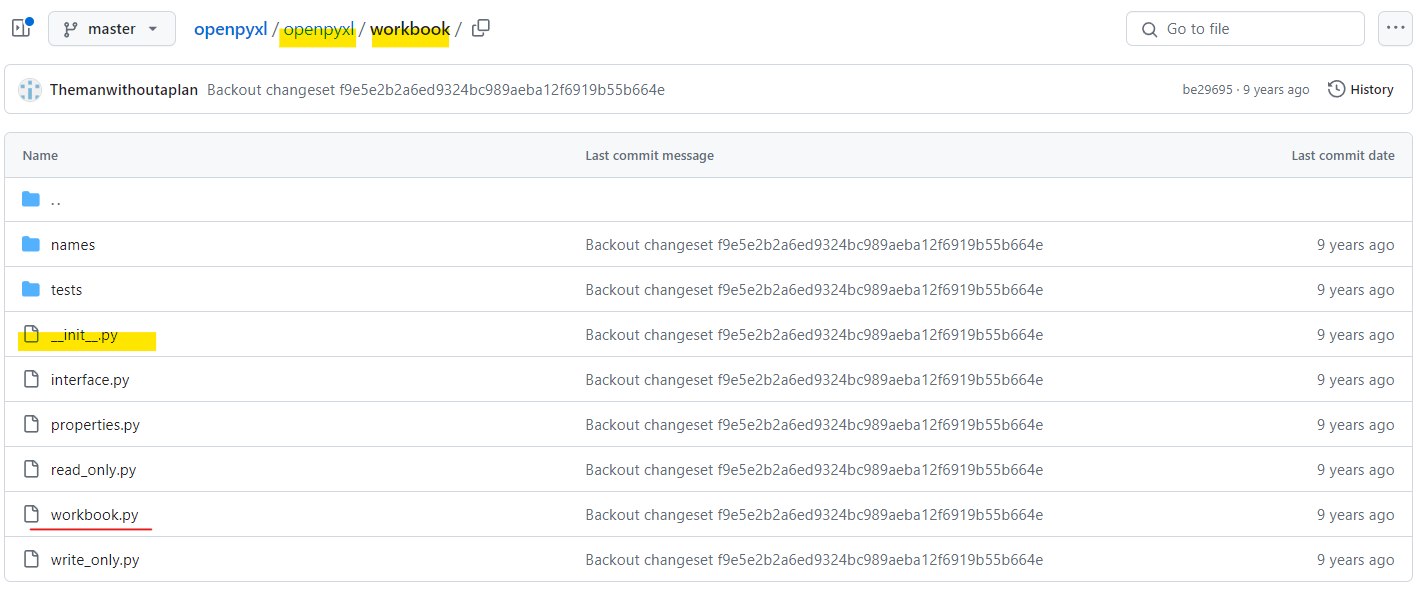 master openpyxl / openpyxl / workbook / Go to file ...
Themanwithoutaplan Backout changeset f9e5e2b2a6ed9324bc989aeba12f6919b55b664e be29695 · 9 years ago History
Name Last commit message Last commit date
..
names Backout changeset f9e5e2b2a6ed9324bc989aeba12f6919b55b664e 9 years ago
tests Backout changeset f9e5e2b2a6ed9324bc989aeba12f6919b55b664e 9 years ago
__init__.py Backout changeset f9e5e2b2a6ed9324bc989aeba12f6919b55b664e 9 years ago
interface.py Backout changeset f9e5e2b2a6ed9324bc989aeba12f6919b55b664e 9 years ago
properties.py Backout changeset f9e5e2b2a6ed9324bc989aeba12f6919b55b664e 9 years ago
read_only.py Backout changeset f9e5e2b2a6ed9324bc989aeba12f6919b55b664e 9 years ago
workbook.py Backout changeset f9e5e2b2a6ed9324bc989aeba12f6919b55b664e 9 years ago
write_only.py Backout changeset f9e5e2b2a6ed9324bc989aeba12f6919b55b664e 9 years ago